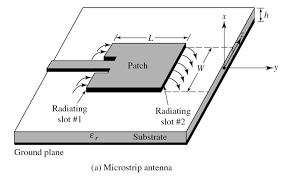 x
h
L
Patch
W
y
Radiating
slot #1
Radiating
slot #2
εr
Substrate
Ground plane
(a) Microstrip antenna